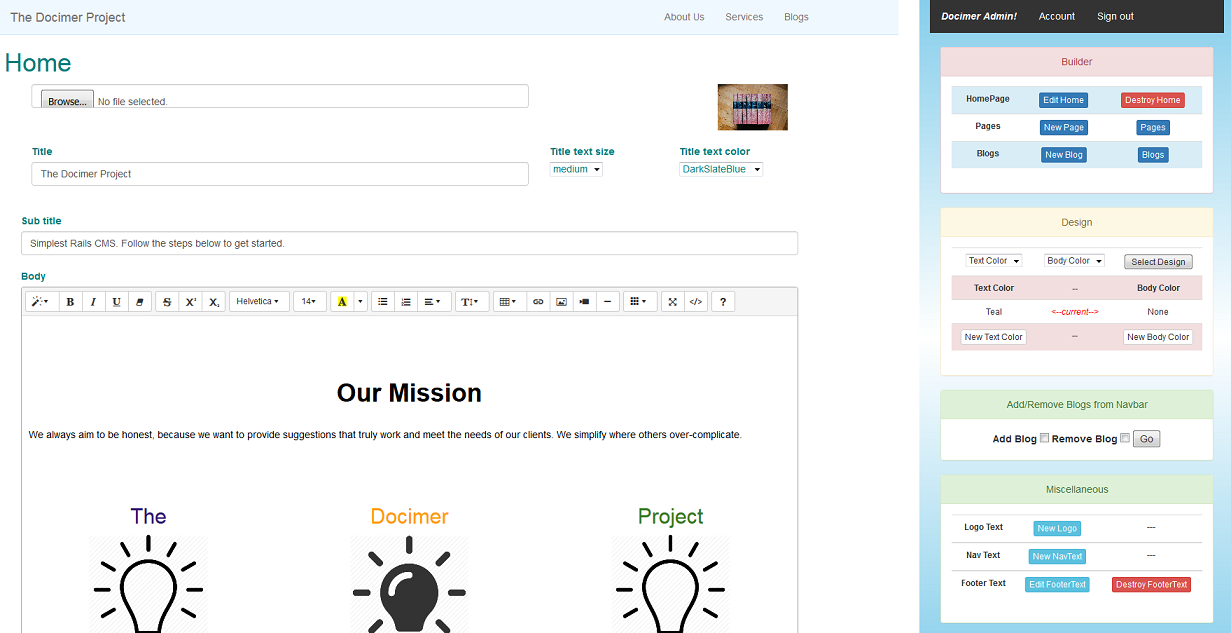 The Docimer Project About Us Services Blogs
Home
Browse... No file selected.
Title Title text size Title text color
The Docimer Project medium DarkSlateBlue
Sub title
Simplest Rails CMS. Follow the steps below to get started.
Body
B I U S X² X, Helvetica 14 A T </> ?
Our Mission
We always aim to be honest, because we want to provide suggestions that truly work and meet the needs of our clients. We simplify where others over-complicate.
The Docimer Project
Docimer Admin! Account Sign out
Builder
HomePage Edit Home Destroy Home
Pages New Page Pages
Blogs New Blog Blogs
Design
Text Color Body Color Select Design
Text Color -- Body Color
Teal <--current--> None
New Text Color -- New Body Color
Add/Remove Blogs from Navbar
Add Blog Remove Blog Go
Miscellaneous
Logo Text New Logo ---
Nav Text New NavText ---
Footer Text Edit FooterText Destroy FooterText